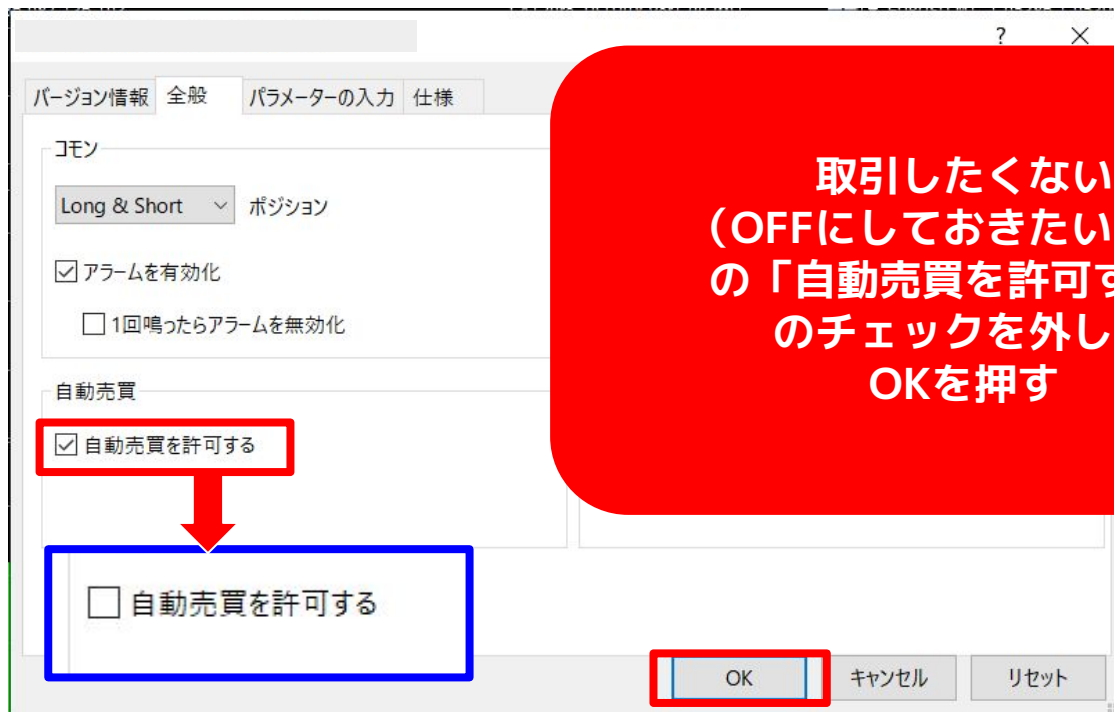 ? ×
バージョン情報 全般 パラメーターの入力 仕様
コモン
Long & Short ポジション
アラームを有効化
1回鳴ったらアラームを無効化
自動売買
自動売買を許可する
自動売買を許可する
取引したくない
（OFFにしておきたい
の「自動売買を許可す
のチェックを外し
OKを押す
OK キャンセル リセット